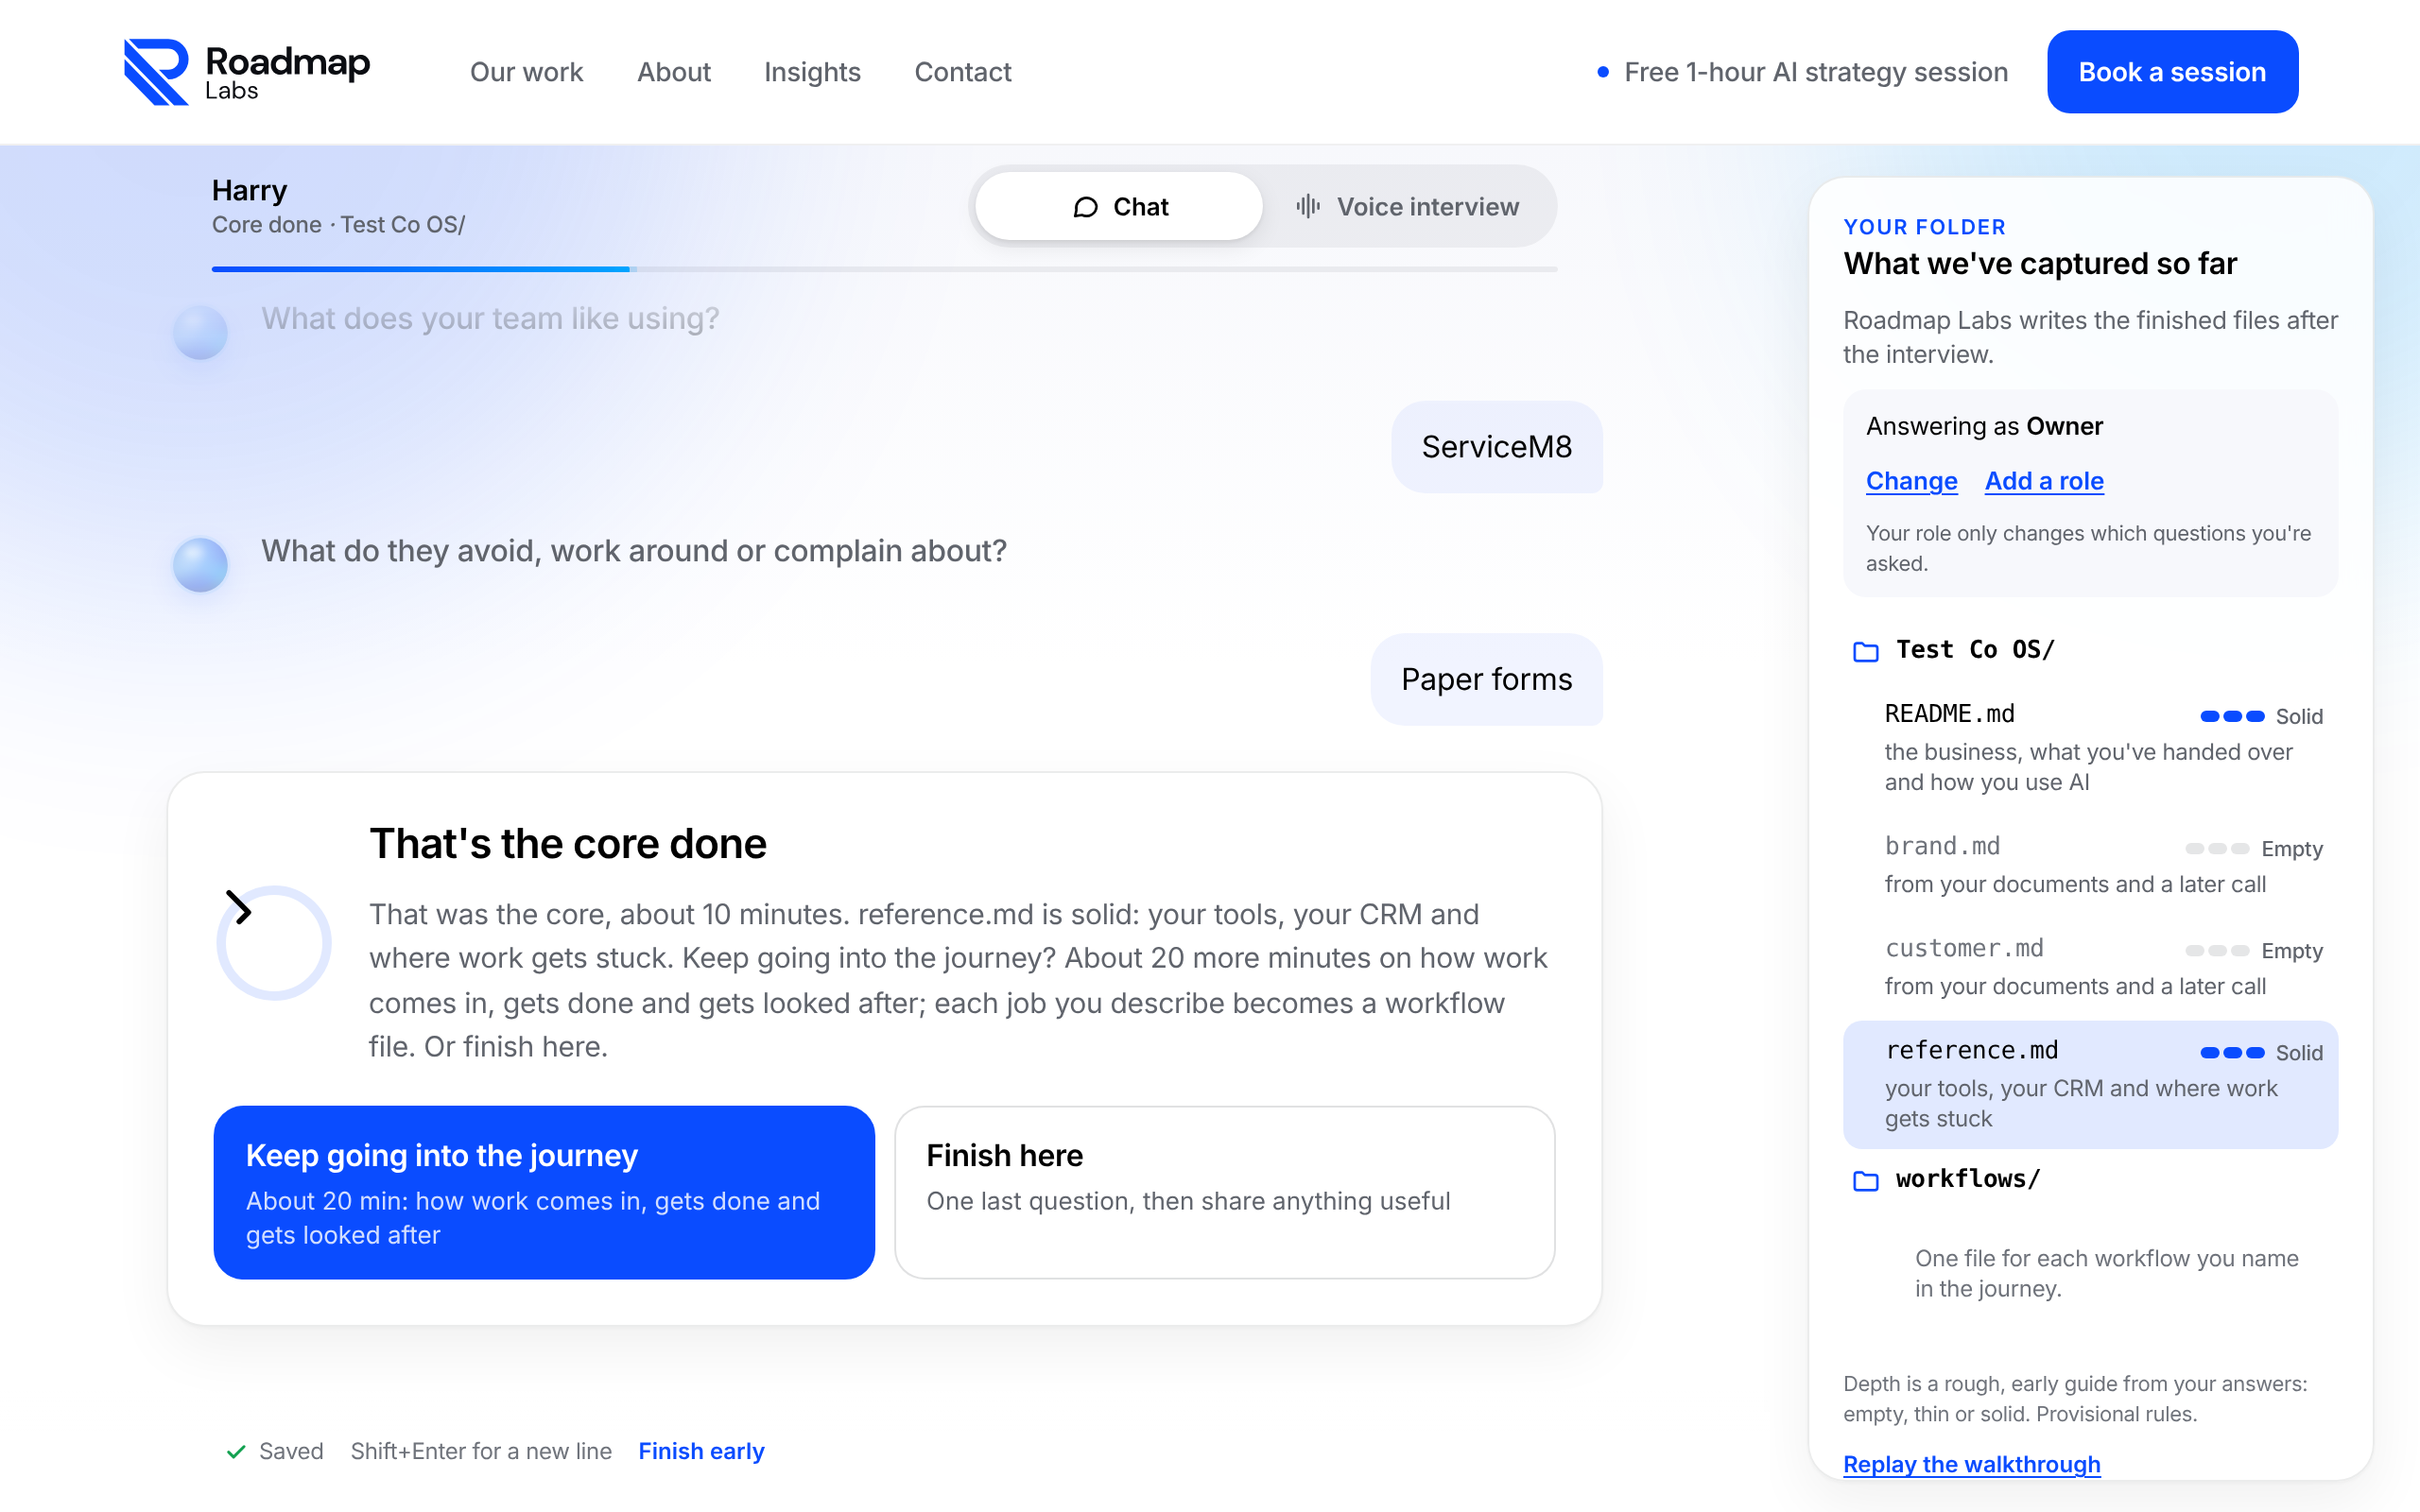 Roadmap
Labs
Our work
About
Insights
Contact
Free 1-hour AI strategy session
Book a session
Harry
Core done · Test Co OS/
Chat
Voice interview
What does your team like using?
ServiceM8
What do they avoid, work around or complain about?
Paper forms
That's the core done
That was the core, about 10 minutes. reference.md is solid: your tools, your CRM and
where work gets stuck. Keep going into the journey? About 20 more minutes on how work
comes in, gets done and gets looked after; each job you describe becomes a workflow
file. Or finish here.
Keep going into the journey
About 20 min: how work comes in, gets done and
gets looked after
Finish here
One last question, then share anything useful
Saved
Shift+Enter for a new line
Finish early
YOUR FOLDER
What we've captured so far
Roadmap Labs writes the finished files after
the interview.
Answering as Owner
Change
Add a role
Your role only changes which questions you're
asked.
Test Co OS/
README.md
Solid
the business, what you've handed over
and how you use AI
brand.md
Empty
from your documents and a later call
customer.md
Empty
from your documents and a later call
reference.md
Solid
your tools, your CRM and where work
gets stuck
workflows/
One file for each workflow you name
in the journey.
Depth is a rough, early guide from your answers:
empty, thin or solid. Provisional rules.
Replay the walkthrough